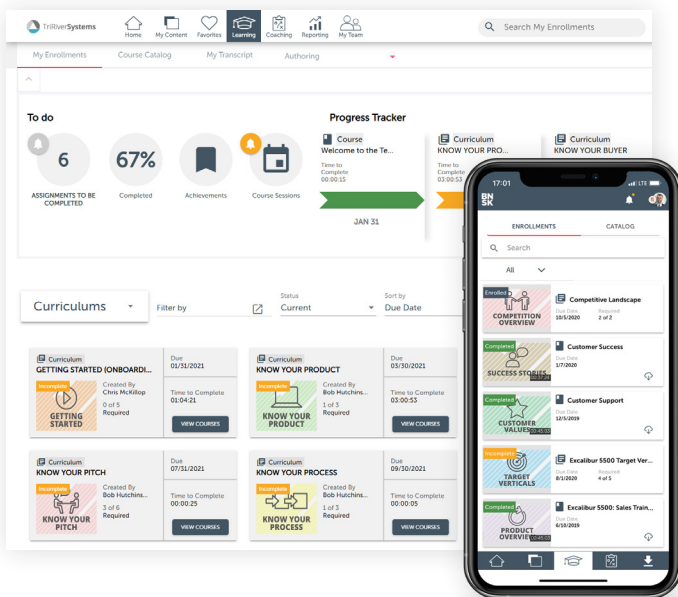 TriRiverSystems
Home
My Content
Favorites
Learning
Coaching
Reporting
My Team
Search My Enrollments
My Enrollments
Course Catalog
My Transcript
Authoring
To do
6
ASSIGNMENTS TO BE
COMPLETED
67%
Completed
Achievements
Course Sessions
Progress Tracker
Course
Welcome to the Te...
Time to
Complete
00:00:15
JAN 31
Curriculum
KNOW YOUR PRO...
Time to
Complete
03:00:53
Curriculum
KNOW YOUR BUYER
Curriculums
Filter by
Status
Current
Sort by
Due Date
Curriculum
GETTING STARTED (ONBOARDI...
Incomplete
GETTING
STARTED
Created By
Chris McKillop
0 of 5
Required
Due
01/31/2021
Time to Complete
01:04:21
VIEW COURSES
Curriculum
KNOW YOUR PRODUCT
Incomplete
KNOW YOUR
PRODUCT
Created By
Bob Hutchins...
1 of 3
Required
Due
03/30/2021
Time to Complete
03:00:53
VIEW COURSES
Curriculum
KNOW YOUR PITCH
Incomplete
KNOW YOUR
PITCH
Created By
Bob Hutchins...
3 of 6
Required
Due
07/31/2021
Time to Complete
00:00:25
VIEW COURSES
Curriculum
KNOW YOUR PROCESS
Incomplete
KNOW YOUR
PROCESS
Created By
Bob Hutchins...
1 of 3
Required
Due
09/30/2021
Time to Complete
00:00:05
VIEW COURSES
17:01
LTE
BN
SK
ENROLLMENTS
CATALOG
Search
All
Enrolled
COMPETITION
OVERVIEW
Competitive Landscape
Due Date
10/5/2020
Required
2 of 2
Completed
SUCCESS STORIES
Customer Success
Due Date
1/7/2020
Completed
CUSTOMER
VALUES
00:45:03
Customer Support
Due Date
12/5/2019
Incomplete
TARGET
VERTICALS
Excalibur 5500 Target Ver...
Due Date
8/1/2020
Required
4 of 5
Completed
PRODUCT
OVERVIEW
Excalibur 5500: Sales Train...
Due Date
6/10/2019